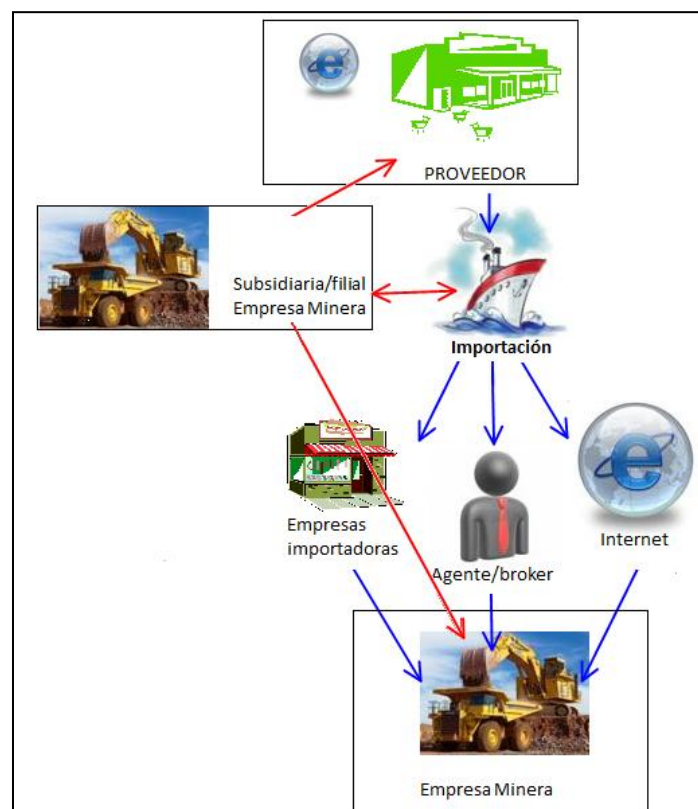 PROVEEDOR
Subsidiaria/filial
Empresa Minera
Importación
Empresas
importadoras
Agente/broker
Internet
Empresa Minera